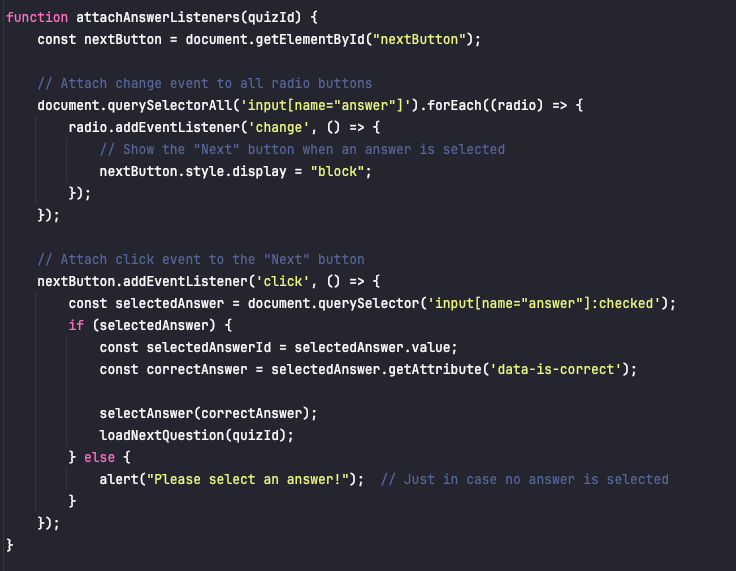 function attachAnswerListeners(quizId) {
    const nextButton = document.getElementById("nextButton");

    // Attach change event to all radio buttons
    document.querySelectorAll('input[name="answer"]').forEach((radio) => {
        radio.addEventListener('change', () => {
            // Show the "Next" button when an answer is selected
            nextButton.style.display = "block";
        });
    });

    // Attach click event to the "Next" button
    nextButton.addEventListener('click', () => {
        const selectedAnswer = document.querySelector('input[name="answer"]:checked');
        if (selectedAnswer) {
            const selectedAnswerId = selectedAnswer.value;
            const correctAnswer = selectedAnswer.getAttribute('data-is-correct');

            selectAnswer(correctAnswer);
            loadNextQuestion(quizId);
        } else {
            alert("Please select an answer!");  // Just in case no answer is selected
        }
    });
}